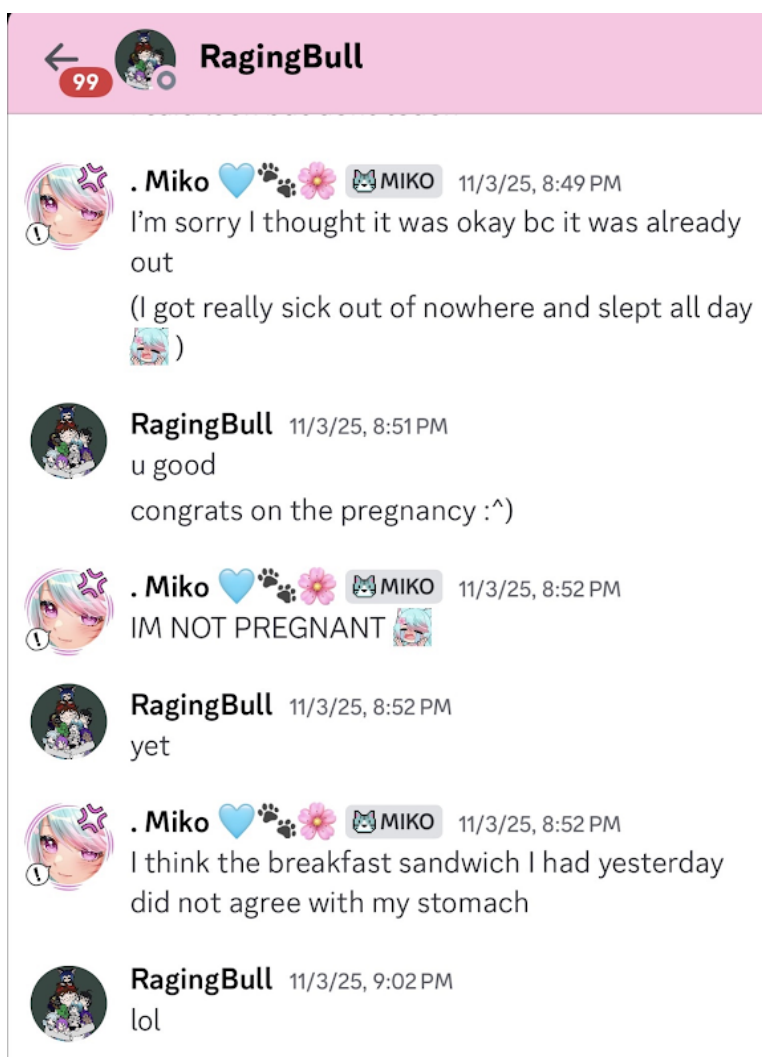 RagingBull
99
. Miko 🩵🐾🌸 MIKO 11/3/25, 8:49 PM
I’m sorry I thought it was okay bc it was already
out
(I got really sick out of nowhere and slept all day
)
RagingBull 11/3/25, 8:51 PM
u good
congrats on the pregnancy :^)
. Miko 🩵🐾🌸 MIKO 11/3/25, 8:52 PM
IM NOT PREGNANT
RagingBull 11/3/25, 8:52 PM
yet
. Miko 🩵🐾🌸 MIKO 11/3/25, 8:52 PM
I think the breakfast sandwich I had yesterday
did not agree with my stomach
RagingBull 11/3/25, 9:02 PM
lol